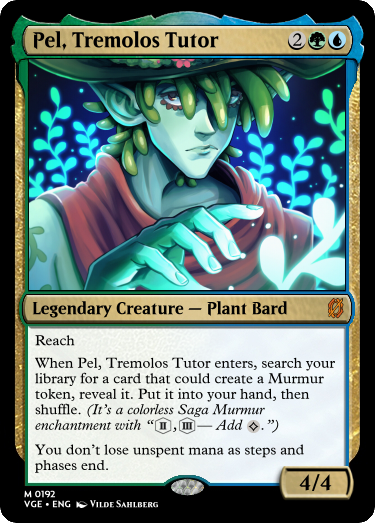 Pel, Tremolos Tutor 2
Legendary Creature — Plant Bard
Reach
When Pel, Tremolos Tutor enters, search your
library for a card that could create a Murmur
token, reveal it. Put it into your hand, then
shuffle. (It's a colorless Saga Murmur
enchantment with “II, III— Add .”)
You don't lose unspent mana as steps and
phases end.
4/4
M 0192
VGE • ENG Vilde Sahlberg